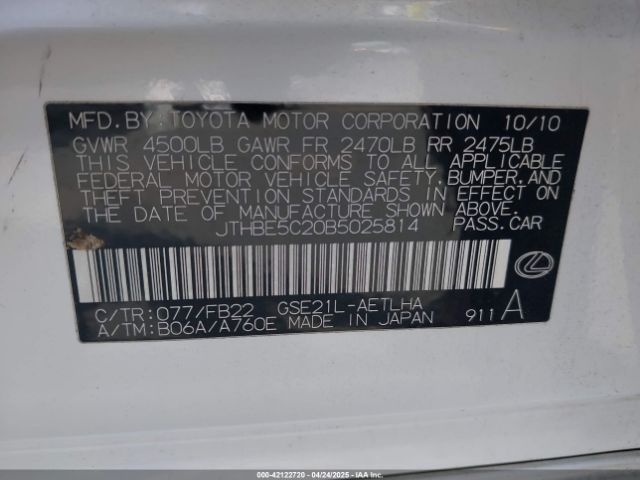 MFD.BY:TOYOTA MOTOR CORPORATION 10/10
GVWR 4500LB GAWR FR 2470LB RR 2475LB
THIS VEHICLE CONFORMS TO ALL APPLICABLE
FEDERAL MOTOR VEHICLE SAFETY,BUMPER,AND
THEFT PREVENTION STANDARDS IN EFFECT ON
THE DATE OF MANUFACTURE SHOWN ABOVE.
JTHBE5C20B5025814 PASS.CAR
C/TR:077/FB22 GSE21L-AETLHA
A/TM:B06A/A760E MADE IN JAPAN 911 A
000-42122720 - 04/24/2025 - IAAI.COM